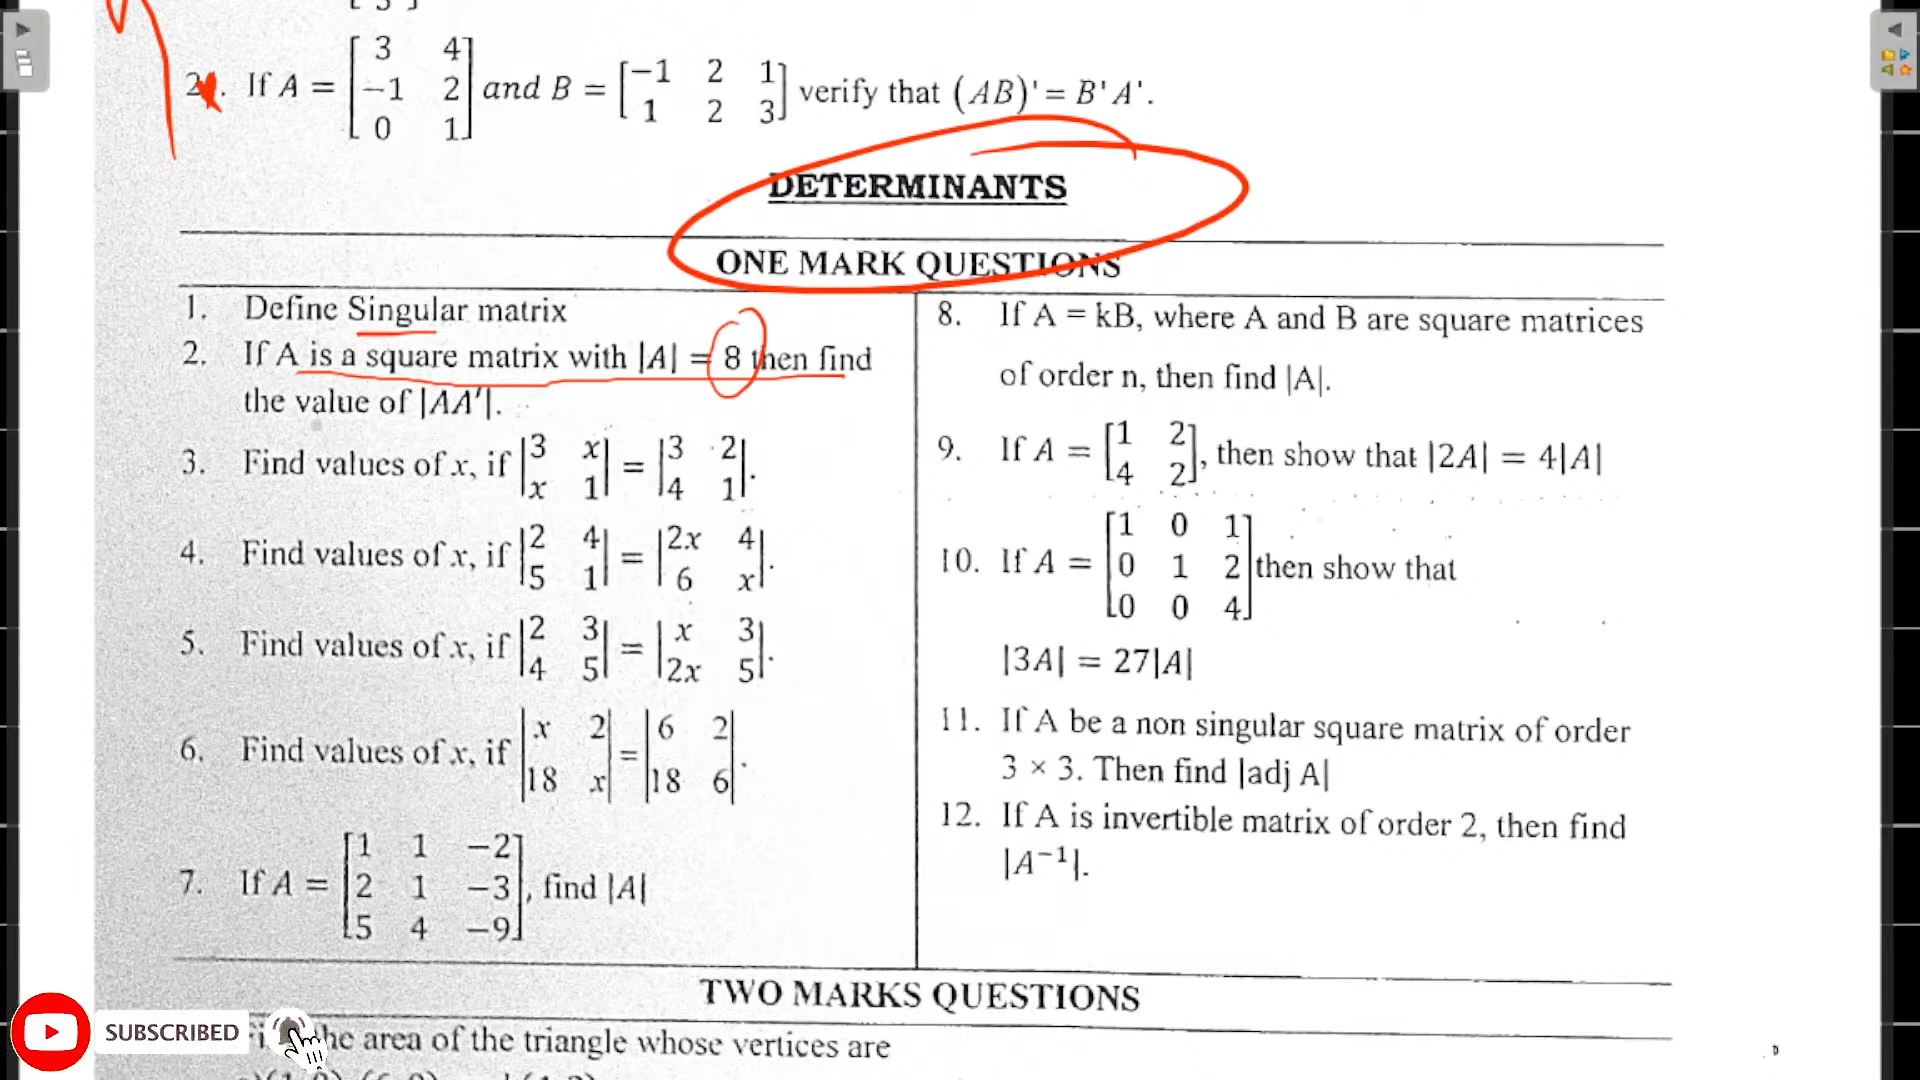 2 . If A = [3 4; -1 2; 0 1] and B = [-1 2 1; 1 2 3] verify that (AB)' = B'A'.
DETERMINANTS
ONE MARK QUESTIONS
1. Define Singular matrix
2. If A is a square matrix with |A| = 8 then find
the value of |AA'|.
3. Find values of x, if |3 x; x 1| = |3 2; 4 1|.
4. Find values of x, if |2 4; 5 1| = |2x 4; 6 x|.
5. Find values of x, if |2 3; 4 5| = |x 3; 2x 5|.
6. Find values of x, if |x 2; 18 x| = |6 2; 18 6|.
7. If A = [1 1 -2; 2 1 -3; 5 4 -9], find |A|
8. If A = kB, where A and B are square matrices
of order n, then find |A|.
9. If A = [1 2; 4 2], then show that |2A| = 4|A|
10. If A = [1 0 1; 0 1 2; 0 0 4] then show that
|3A| = 27|A|
11. If A be a non singular square matrix of order
3 × 3. Then find |adj A|
12. If A is invertible matrix of order 2, then find
|A⁻¹|.
TWO MARKS QUESTIONS
the area of the triangle whose vertices are
SUBSCRIBED